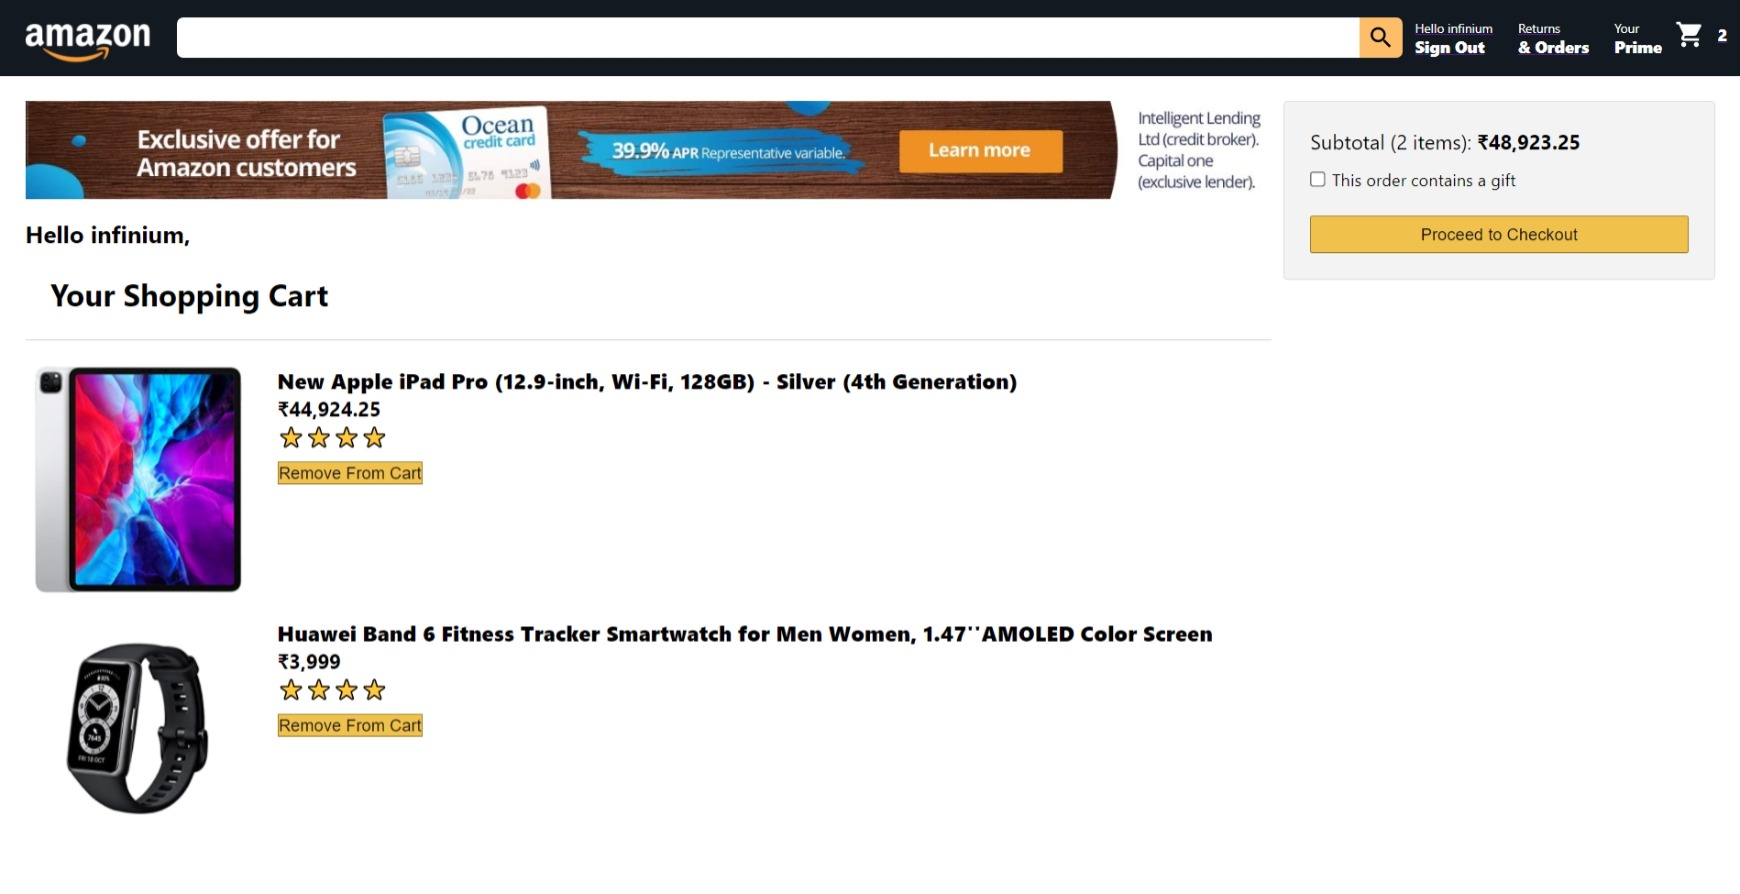 amazon
Hello infinium
Sign Out
Returns
& Orders
Your
Prime
2
Exclusive offer for
Amazon customers
Ocean
credit card
39.9% APR Representative variable.
Learn more
Intelligent Lending
Ltd (credit broker).
Capital one
(exclusive lender).
Subtotal (2 items): ₹48,923.25
This order contains a gift
Proceed to Checkout
Hello infinium,
Your Shopping Cart
New Apple iPad Pro (12.9-inch, Wi-Fi, 128GB) - Silver (4th Generation)
₹44,924.25
Remove From Cart
Huawei Band 6 Fitness Tracker Smartwatch for Men Women, 1.47''AMOLED Color Screen
₹3,999
Remove From Cart